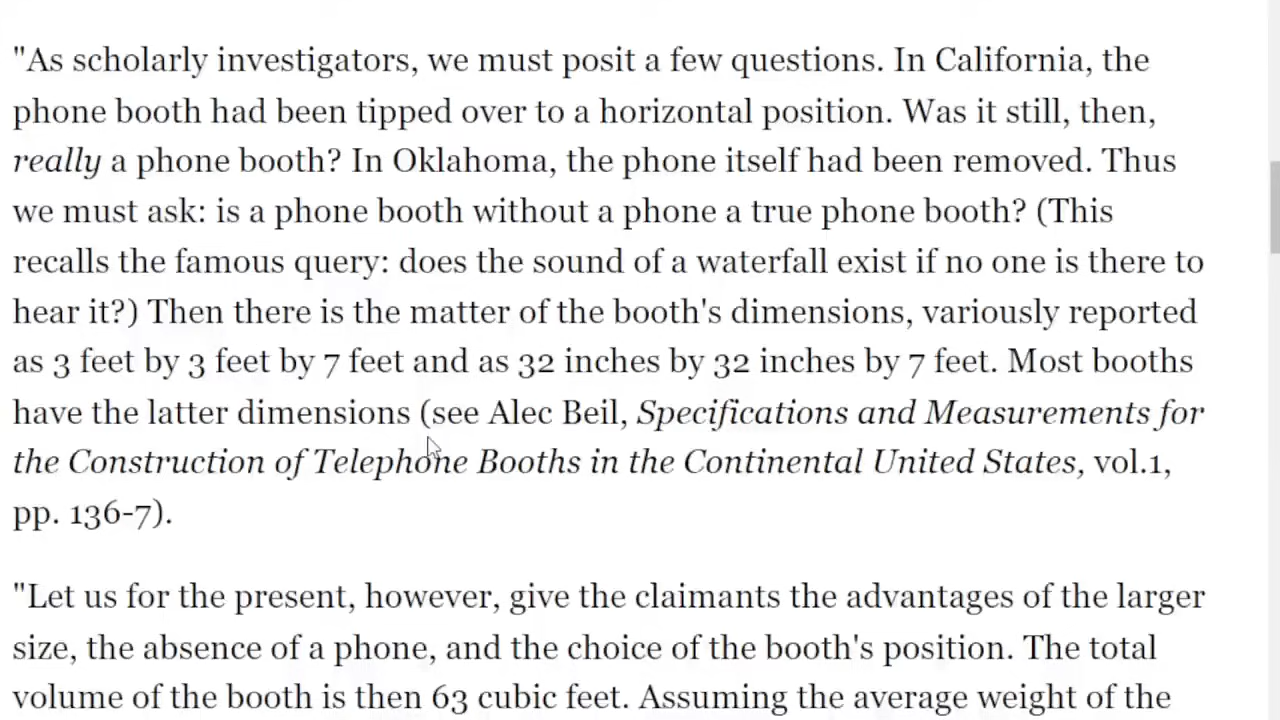 "As scholarly investigators, we must posit a few questions. In California, the
phone booth had been tipped over to a horizontal position. Was it still, then,
really a phone booth? In Oklahoma, the phone itself had been removed. Thus
we must ask: is a phone booth without a phone a true phone booth? (This
recalls the famous query: does the sound of a waterfall exist if no one is there to
hear it?) Then there is the matter of the booth's dimensions, variously reported
as 3 feet by 3 feet by 7 feet and as 32 inches by 32 inches by 7 feet. Most booths
have the latter dimensions (see Alec Beil, Specifications and Measurements for
the Construction of Telephone Booths in the Continental United States, vol.1,
pp. 136-7).
"Let us for the present, however, give the claimants the advantages of the larger
size, the absence of a phone, and the choice of the booth's position. The total
volume of the booth is then 63 cubic feet. Assuming the average weight of the